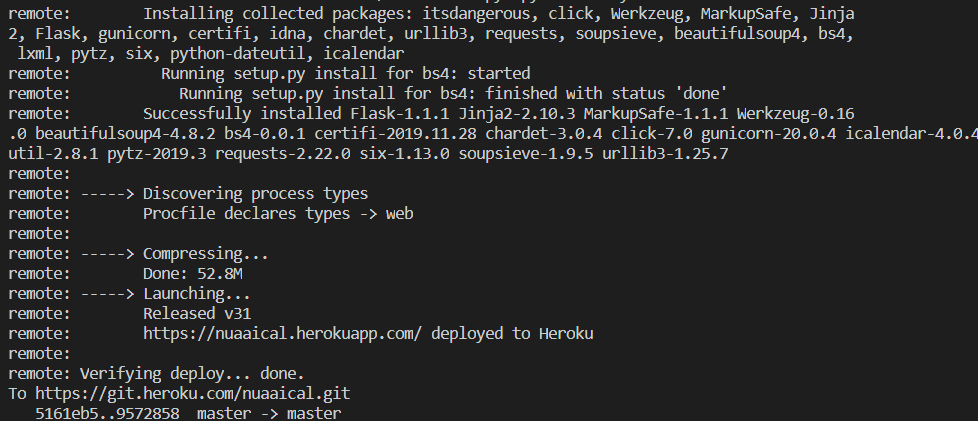 remote:        Installing collected packages: itsdangerous, click, Werkzeug, MarkupSafe, Jinja
2, Flask, gunicorn, certifi, idna, chardet, urllib3, requests, soupsieve, beautifulsoup4, bs4,
 lxml, pytz, six, python-dateutil, icalendar
remote:          Running setup.py install for bs4: started
remote:            Running setup.py install for bs4: finished with status 'done'
remote:        Successfully installed Flask-1.1.1 Jinja2-2.10.3 MarkupSafe-1.1.1 Werkzeug-0.16
.0 beautifulsoup4-4.8.2 bs4-0.0.1 certifi-2019.11.28 chardet-3.0.4 click-7.0 gunicorn-20.0.4 icalendar-4.0.4
util-2.8.1 pytz-2019.3 requests-2.22.0 six-1.13.0 soupsieve-1.9.5 urllib3-1.25.7
remote:
remote: -----> Discovering process types
remote:        Procfile declares types -> web
remote:
remote: -----> Compressing...
remote:        Done: 52.8M
remote: -----> Launching...
remote:        Released v31
remote:        https://nuaaical.herokuapp.com/ deployed to Heroku
remote:
remote: Verifying deploy... done.
To https://git.heroku.com/nuaaical.git
   5161eb5..9572858  master -> master